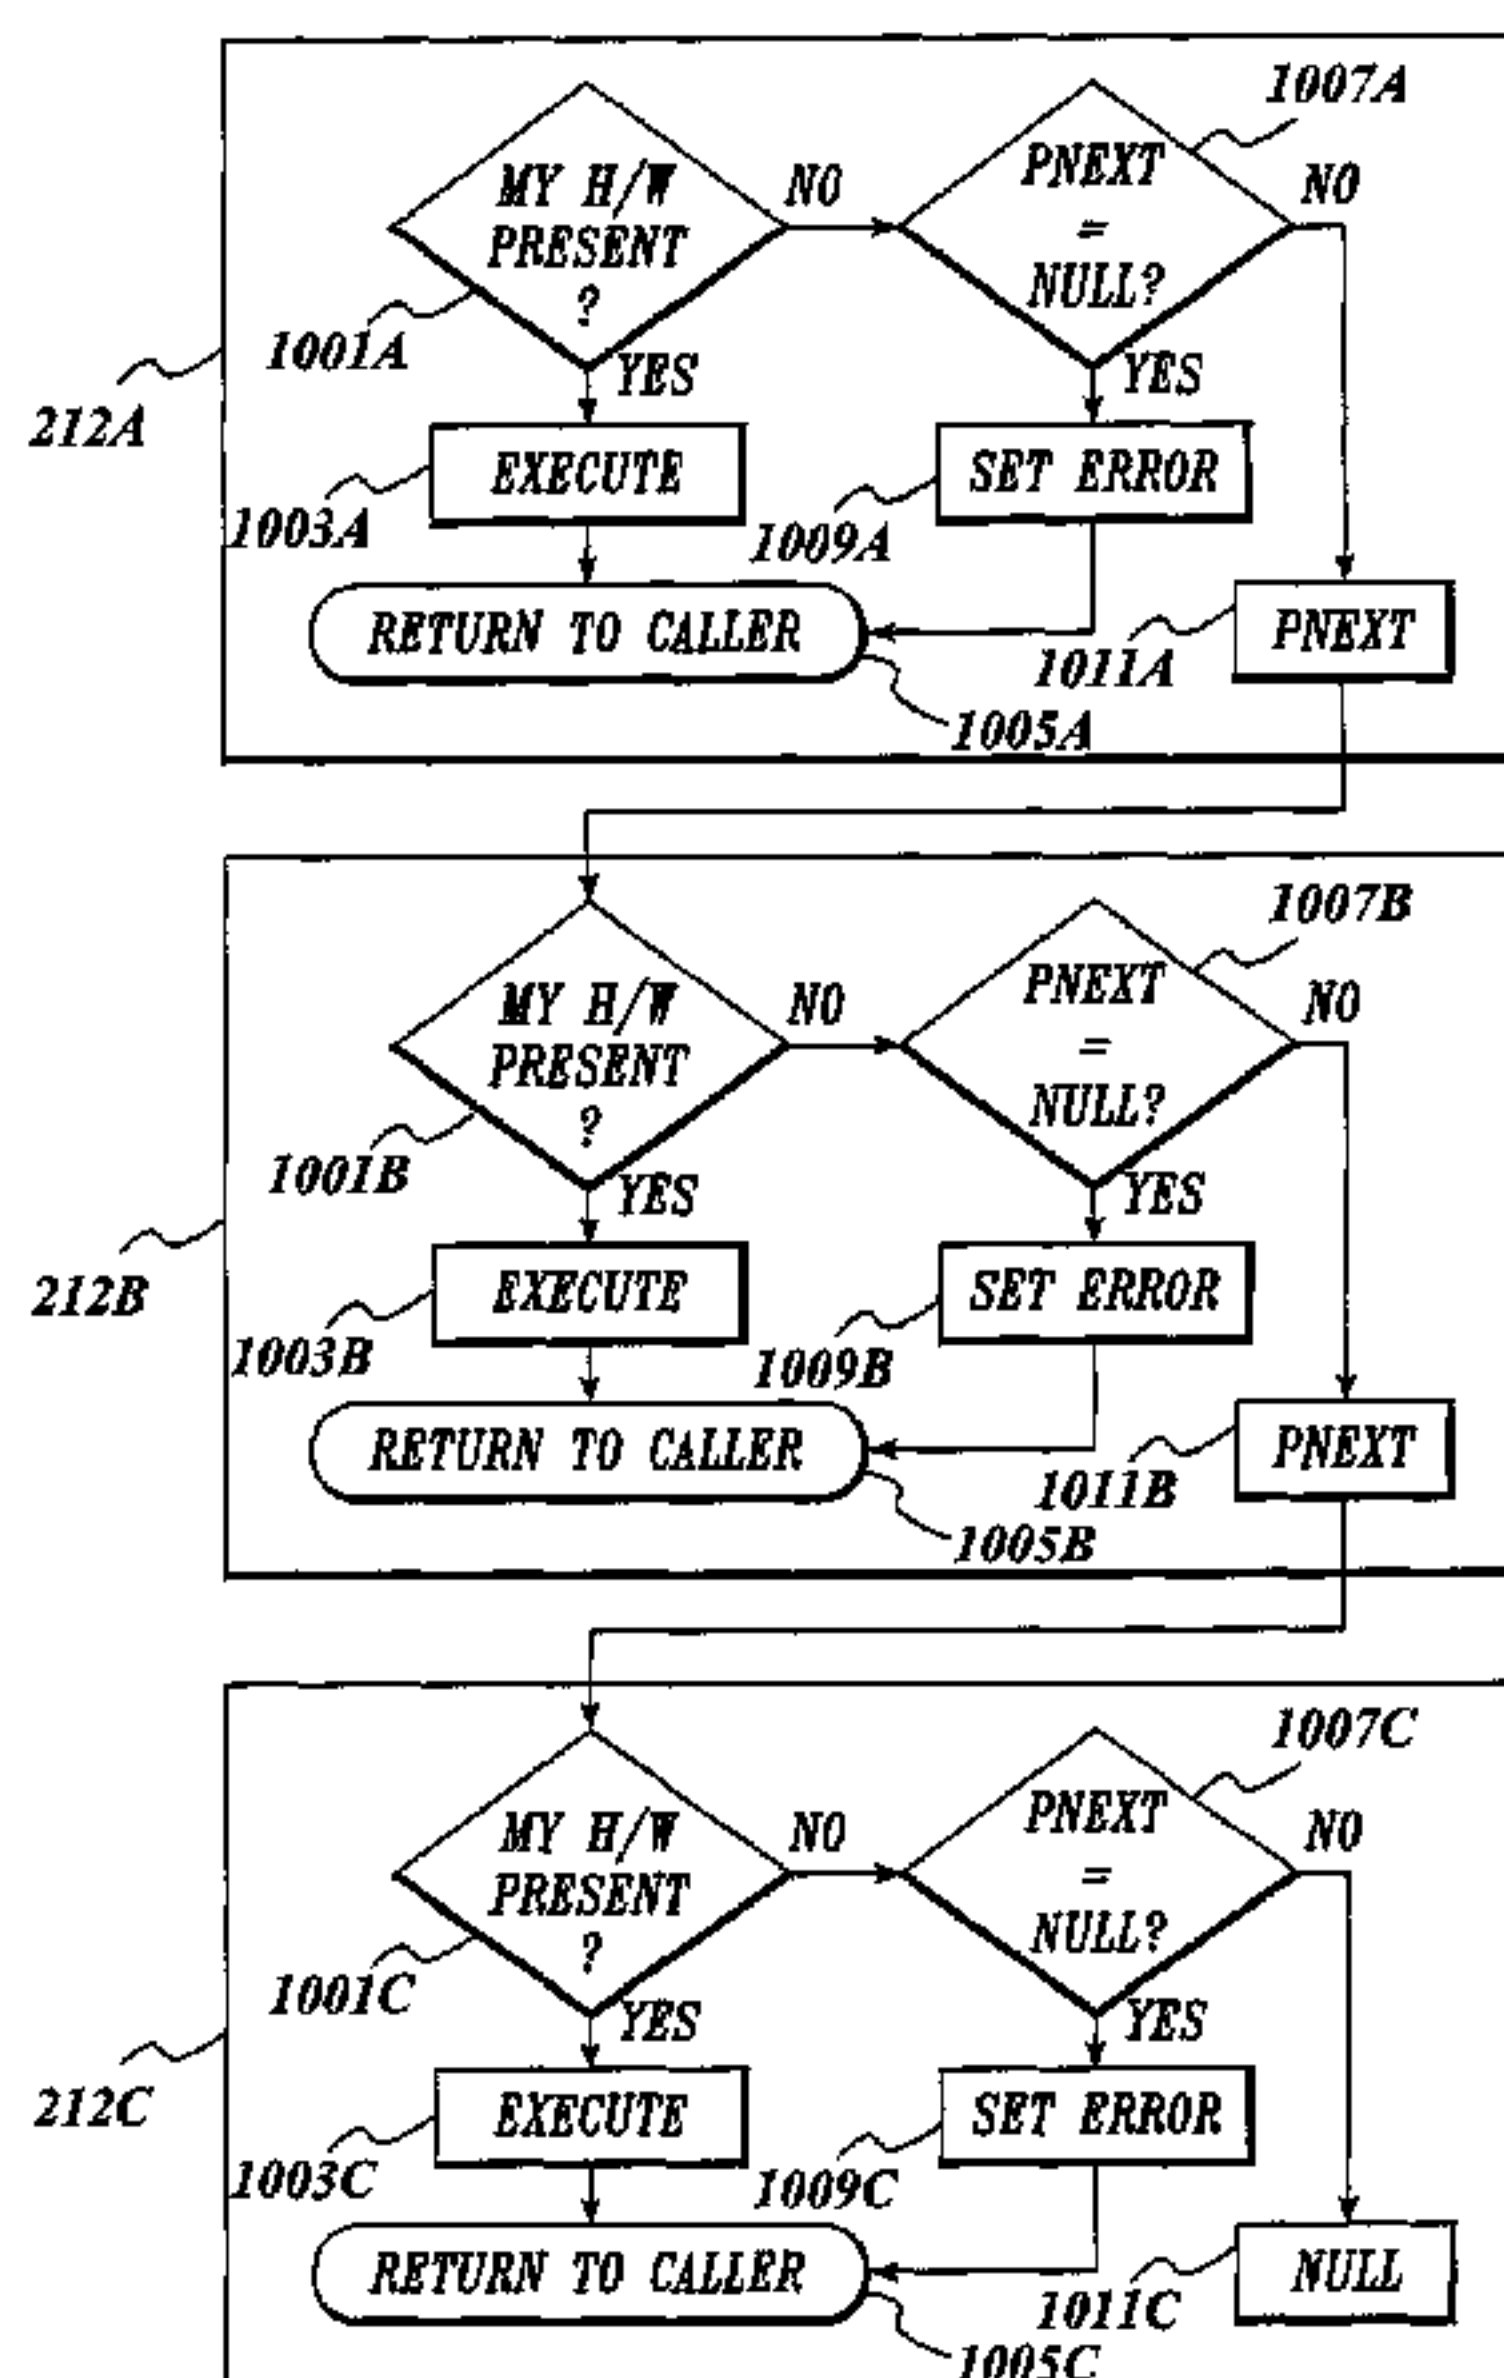 1007A
MY H/W
PRESENT
?
NO
PNEXT
=
NULL?
NO
1001A
YES
YES
212A
EXECUTE
SET ERROR
1003A
1009A
RETURN TO CALLER
1011A
PNEXT
1005A
1007B
MY H/W
PRESENT
?
NO
PNEXT
=
NULL?
NO
1001B
YES
YES
212B
EXECUTE
SET ERROR
1003B
1009B
RETURN TO CALLER
1011B
PNEXT
1005B
1007C
MY H/W
PRESENT
?
NO
PNEXT
=
NULL?
NO
1001C
YES
YES
212C
EXECUTE
SET ERROR
1003C
1009C
RETURN TO CALLER
1011C
NULL
1005C